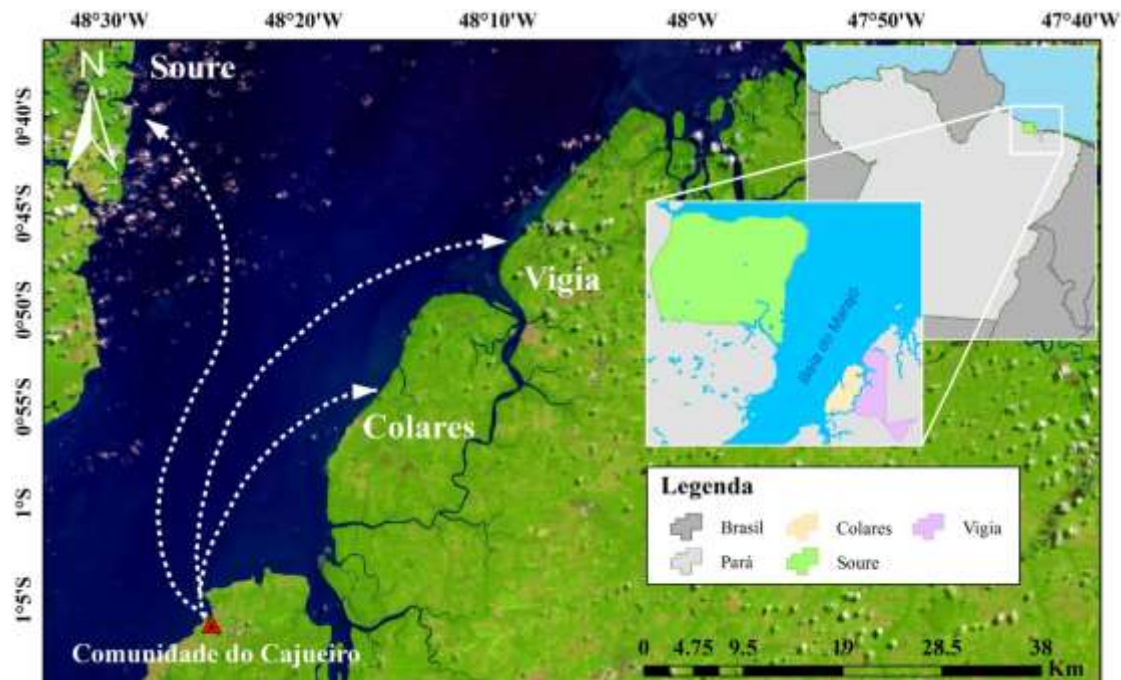 48°30'W 48°20'W 48°10'W 48°W 47°50'W 47°40'W
N
Soure
0°40'S
0°45'S
Vigia
0°50'S
Baia do Marajó
0°55'S
Colares
1°S
Legenda
Brasil Colares Vigia
Pará Soure
1°5'S
Comunidade do Cajueiro
0 4.75 9.5 19 28.5 38
Km